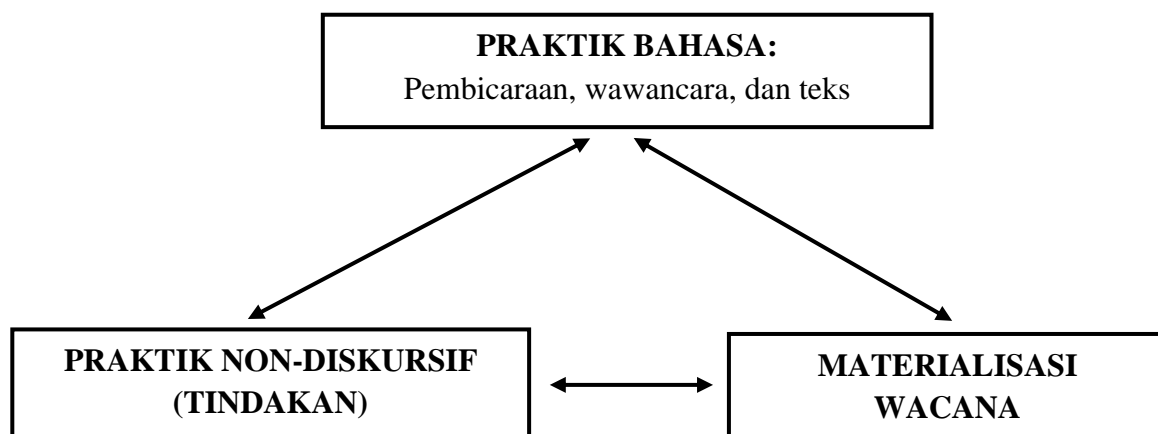 PRAKTIK BAHASA:
Pembicaraan, wawancara, dan teks
PRAKTIK NON-DISKURSIF
(TINDAKAN)
MATERIALISASI
WACANA